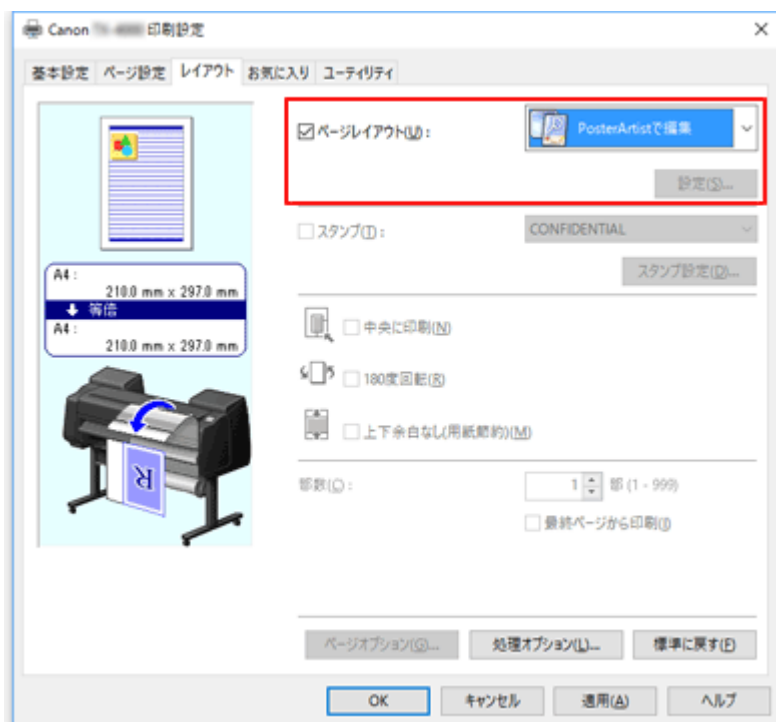 Canon 印刷設定
基本設定 ページ設定 レイアウト お気に入り ユーティリティ
ページレイアウト(U): PosterArtistで編集
設定(S)...
スタンプ(T): CONFIDENTIAL
スタンプ設定(D)...
A4:
210.0 mm x 297.0 mm
等倍
A4:
210.0 mm x 297.0 mm
中央に印刷(N)
180度回転(R)
上下余白なし(用紙節約)(M)
R
部数(C): 1 部 (1 - 999)
最終ページから印刷(I)
ページオプション(G)... 処理オプション(L)... 標準に戻す(F)
OK キャンセル 適用(A) ヘルプ